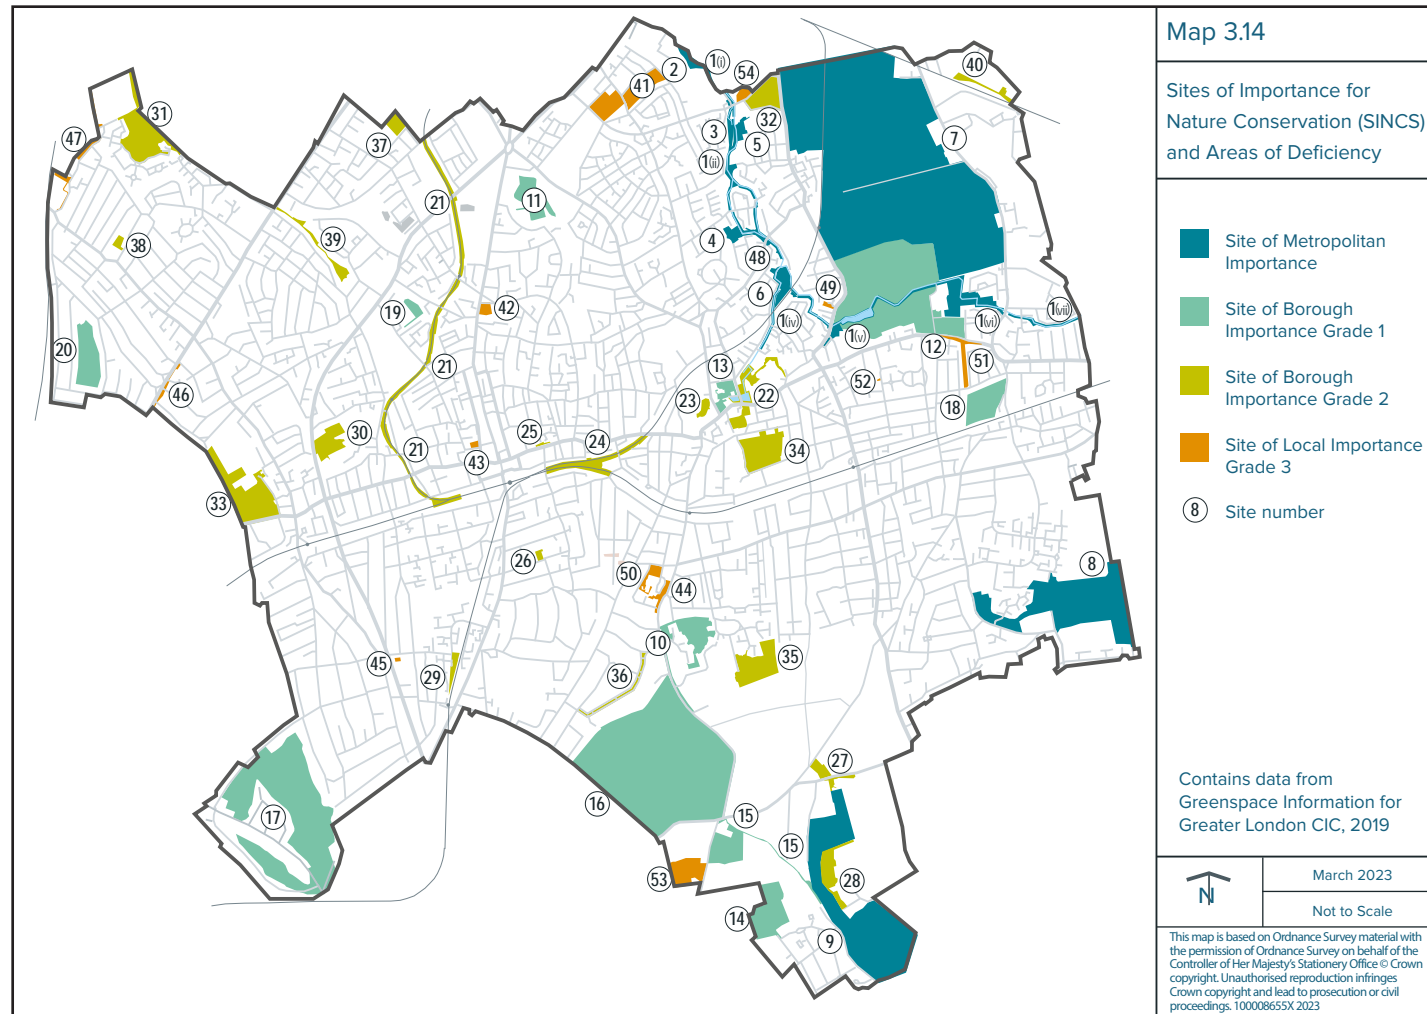 Map 3.14
Sites of Importance for
Nature Conservation (SINCS)
and Areas of Deficiency
Site of Metropolitan
Importance
Site of Borough
Importance Grade 1
Site of Borough
Importance Grade 2
Site of Local Importance
Grade 3
8 Site number
Contains data from
Greenspace Information for
Greater London CIC, 2019
N
March 2023
Not to Scale
This map is based on Ordnance Survey material with
the permission of Ordnance Survey on behalf of the
Controller of Her Majesty's Stationery Office © Crown
copyright. Unauthorised reproduction infringes
Crown copyright and lead to prosecution or civil
proceedings. 100008655X 2023
2
1(i)
54
40
41
31
32
3
47
37
5
7
1(ii)
11
21
38
39
4
48
49
6
19
42
1(iv)
1(v)
1(vi)
1(vii)
20
21
13
12
51
46
52
23
22
18
30
25
24
21
43
34
33
26
50
44
8
10
45
29
36
35
27
16
17
15
15
53
28
14
9